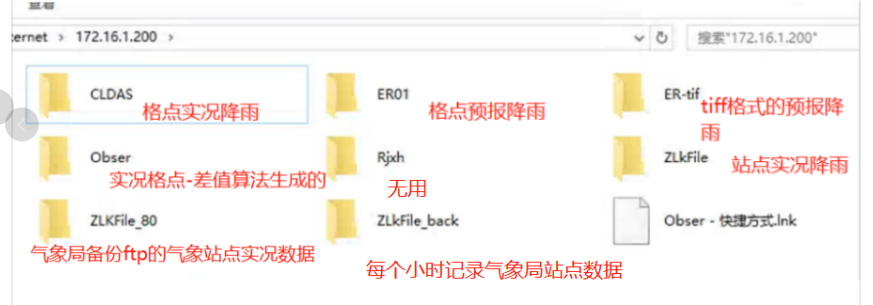 查看
ernet › 172.16.1.200 ›
搜索"172.16.1.200"
CLDAS
格点实况降雨
ER01
格点预报降雨
ER-tif
tiff格式的预报降
雨
Obser
实况格点-差值算法生成的
Rjxh
无用
ZLkFile
站点实况降雨
ZLKFile_80
气象局备份ftp的气象站点实况数据
ZLkFile_back
每个小时记录气象局站点数据
Obser - 快捷方式.lnk